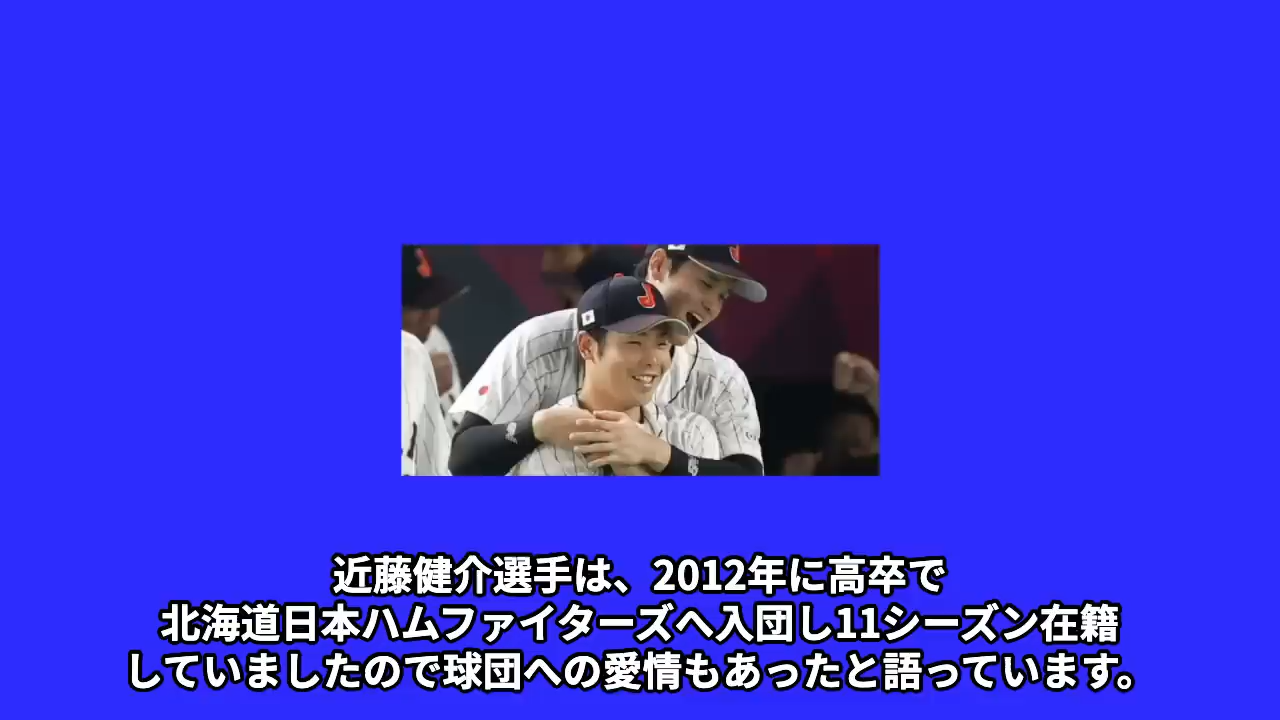 近藤健介選手は、2012年に高卒で
北海道日本ハムファイターズへ入団し11シーズン在籍
していましたので球団への愛情もあったと語っています。